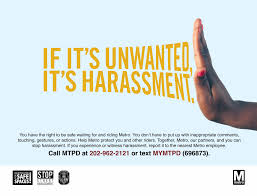 IF IT'S UNWANTED,
IT'S HARASSMENT.
You have the right to be safe waiting for and riding Metro. You don't have to put up with inappropriate comments,
touching, gestures, or actions. Help Metro protect you and other riders. Together, Metro, our partners, and you can
stop harassment. If you experience or witness harassment, report it to the nearest Metro employee.
Call MTPD at 202-962-2121 or text MYMTPD (696873).
SAFE
SPACES
STOP
M